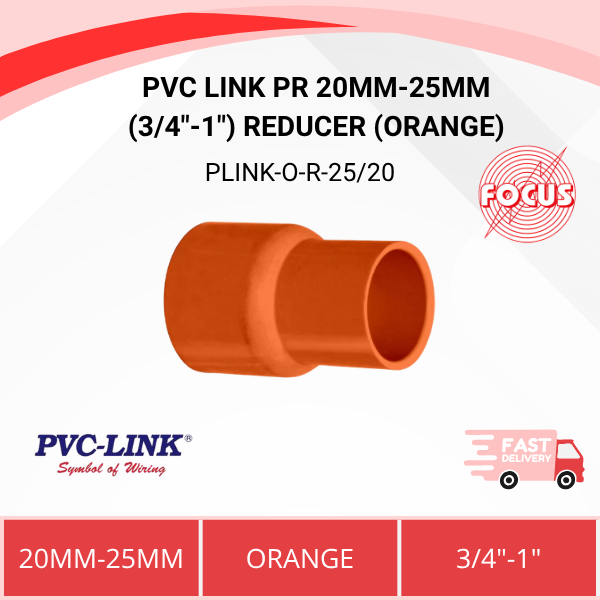 PVC LINK PR 20MM-25MM
(3/4"-1") REDUCER (ORANGE)
PLINK-O-R-25/20
FOCUS
PVC-LINK®
Symbol of Wiring
FAST
DELIVERY
20MM-25MM
ORANGE
3/4"-1"